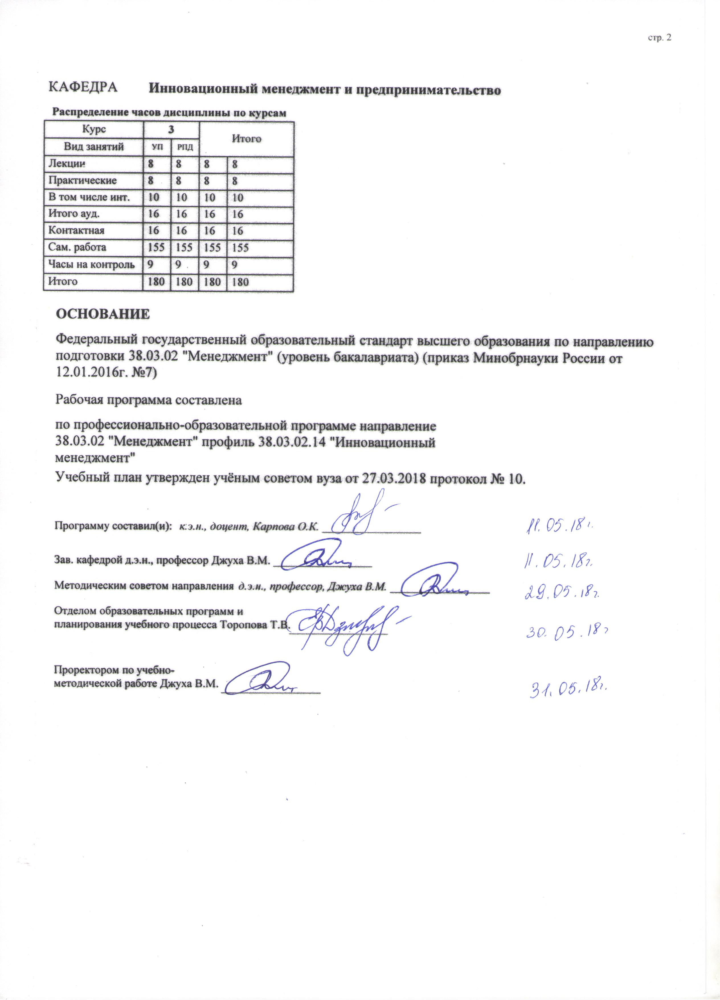 стр. 2
КАФЕДРА Инновационный менеджмент и предпринимательство
Распределение часов дисциплины по курсам
Курс 3 Итого
Вид занятий УП РПД
Лекции 8 8 8 8
Практические 8 8 8 8
В том числе инт. 10 10 10 10
Итого ауд. 16 16 16 16
Контактная 16 16 16 16
Сам. работа 155 155 155 155
Часы на контроль 9 9 9 9
Итого 180 180 180 180
ОСНОВАНИЕ
Федеральный государственный образовательный стандарт высшего образования по направлению
подготовки 38.03.02 "Менеджмент" (уровень бакалавриата) (приказ Минобрнауки России от
12.01.2016г. №7)
Рабочая программа составлена
по профессионально-образовательной программе направление
38.03.02 "Менеджмент" профиль 38.03.02.14 "Инновационный
менеджмент"
Учебный план утвержден учёным советом вуза от 27.03.2018 протокол № 10.
Программу составил(и): к.э.н., доцент, Карпова О.К. 11.05.18г.
Зав. кафедрой д.э.н., профессор Джуха В.М. 11.05.18г.
Методическим советом направления д.э.н., профессор, Джуха В.М. 29.05.18г.
Отделом образовательных программ и
планирования учебного процесса Торопова Т.В. 30.05.18г
Проректором по учебно-
методической работе Джуха В.М. 31.05.18г.